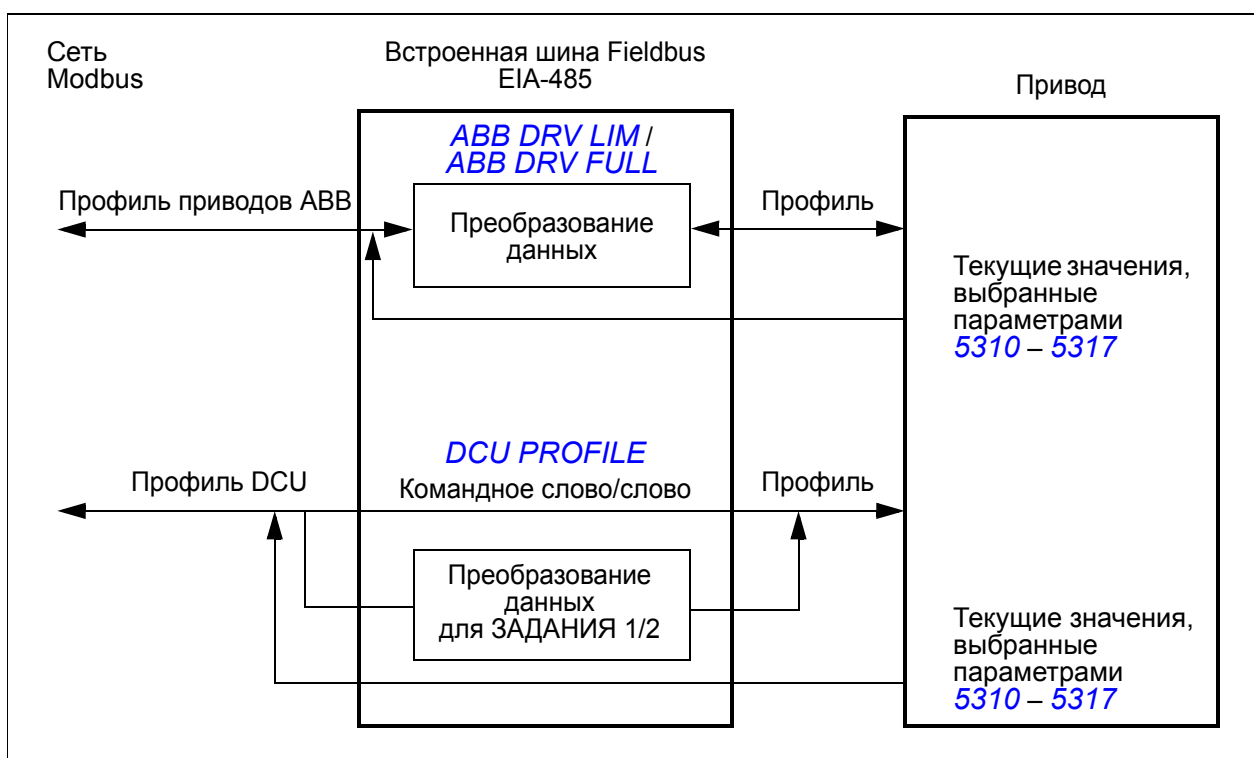 Сеть
Modbus
Встроенная шина Fieldbus
EIA-485
Привод
ABB DRV LIM /
ABB DRV FULL
Профиль приводов ABB
Преобразование
данных
Профиль
Текущие значения,
выбранные
параметрами
5310 – 5317
DCU PROFILE
Профиль DCU
Командное слово/слово
Профиль
Преобразование
данных
для ЗАДАНИЯ 1/2
Текущие значения,
выбранные
параметрами
5310 – 5317